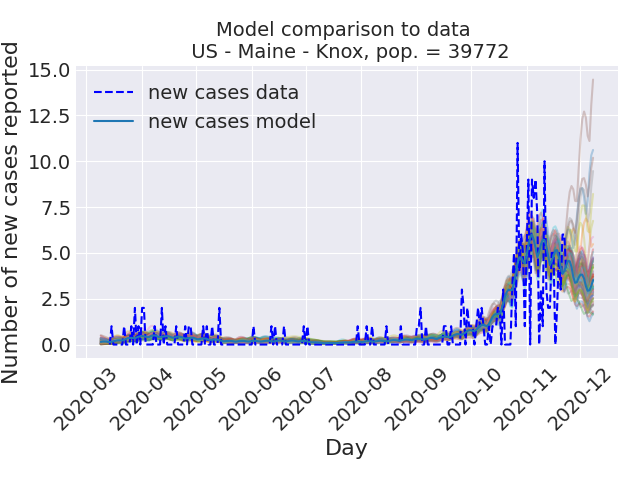 Model comparison to data
US - Maine - Knox, pop. = 39772
Number of new cases reported
15.0
12.5
10.0
7.5
5.0
2.5
0.0
new cases data
new cases model
2020-03
2020-04
2020-05
2020-06
2020-07
2020-08
2020-09
2020-10
2020-11
2020-12
Day